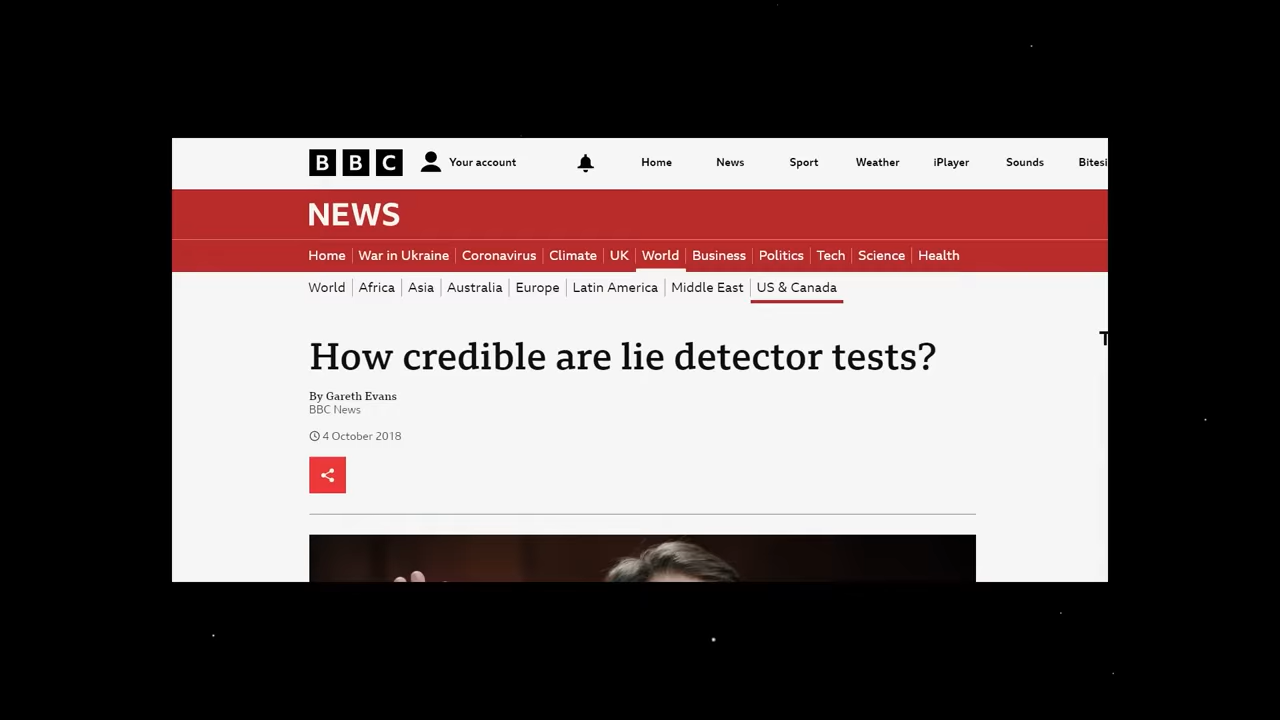 BBC Your account Home News Sport Weather iPlayer Sounds Bitesi
NEWS
Home War in Ukraine Coronavirus Climate UK World Business Politics Tech Science Health
World Africa Asia Australia Europe Latin America Middle East US & Canada
T
How credible are lie detector tests?
By Gareth Evans
BBC News
4 October 2018